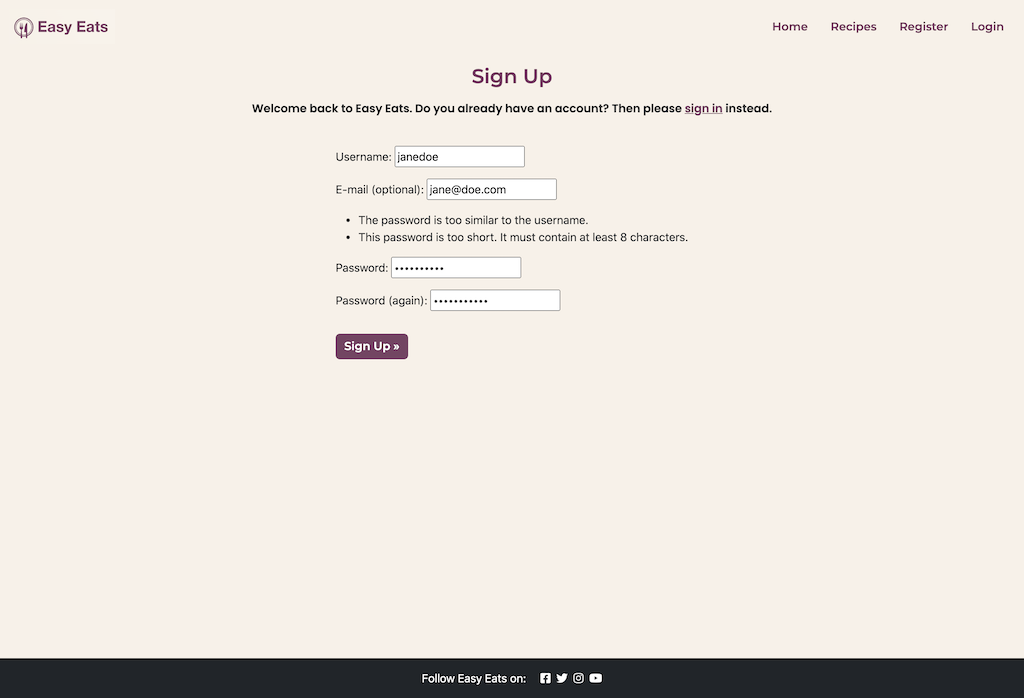 Easy Eats
Home Recipes Register Login
Sign Up
Welcome back to Easy Eats. Do you already have an account? Then please sign in instead.
Username: janedoe
E-mail (optional): jane@doe.com
• The password is too similar to the username.
• This password is too short. It must contain at least 8 characters.
Password: ••••••••••
Password (again): •••••••••••
Sign Up »
Follow Easy Eats on: